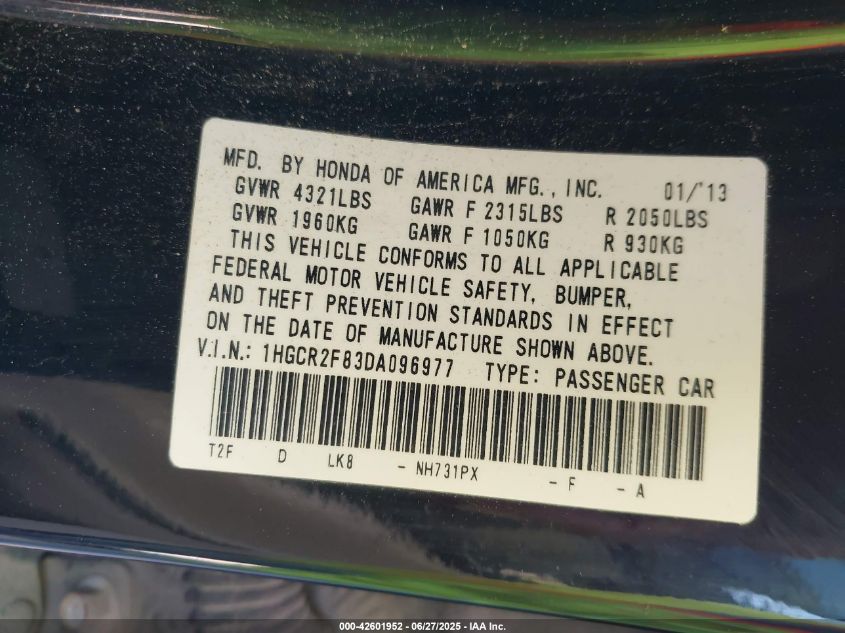 MFD. BY HONDA OF AMERICA MFG., INC. 01/'13
GVWR 4321LBS GAWR F 2315LBS R 2050LBS
GVWR 1960KG GAWR F 1050KG R 930KG
THIS VEHICLE CONFORMS TO ALL APPLICABLE
FEDERAL MOTOR VEHICLE SAFETY, BUMPER,
AND THEFT PREVENTION STANDARDS IN EFFECT
ON THE DATE OF MANUFACTURE SHOWN ABOVE.
V.I.N.: 1HGCR2F83DA096977 TYPE: PASSENGER CAR
T2F D LK8 - NH731PX - F - A
000-42601952 - 06/27/2025 - IAA Inc.